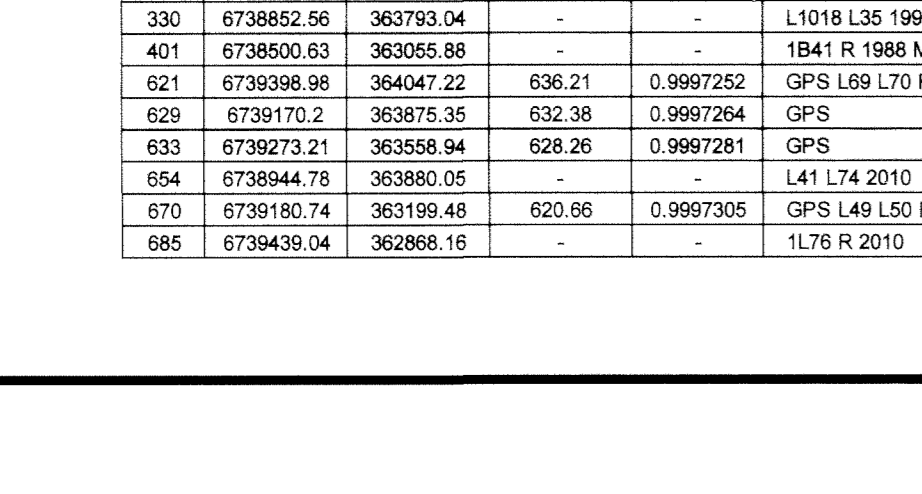 330 6738852.56 363793.04 - - L1018 L35 199
401 6738500.63 363055.88 - - 1B41 R 1988
621 6739398.98 364047.22 636.21 0.9997252 GPS L69 L70
629 6739170.2 363875.35 632.38 0.9997264 GPS
633 6739273.21 363558.94 628.26 0.9997281 GPS
654 6738944.78 363880.05 - - L41 L74 2010
670 6739180.74 363199.48 620.66 0.9997305 GPS L49 L50
685 6739439.04 362868.16 - - 1L76 R 2010